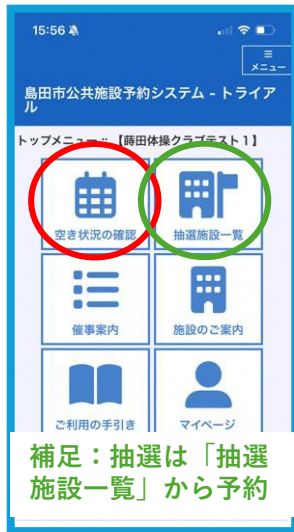 15:56
メニュー
島田市公共施設予約システム - トライア
ル
トップメニュー :: 【蒔田体操クラブテスト1】
空き状況の確認
抽選施設一覧
催事案内
施設のご案内
ご利用の手引き
マイページ
補足：抽選は「抽選
施設一覧」から予約